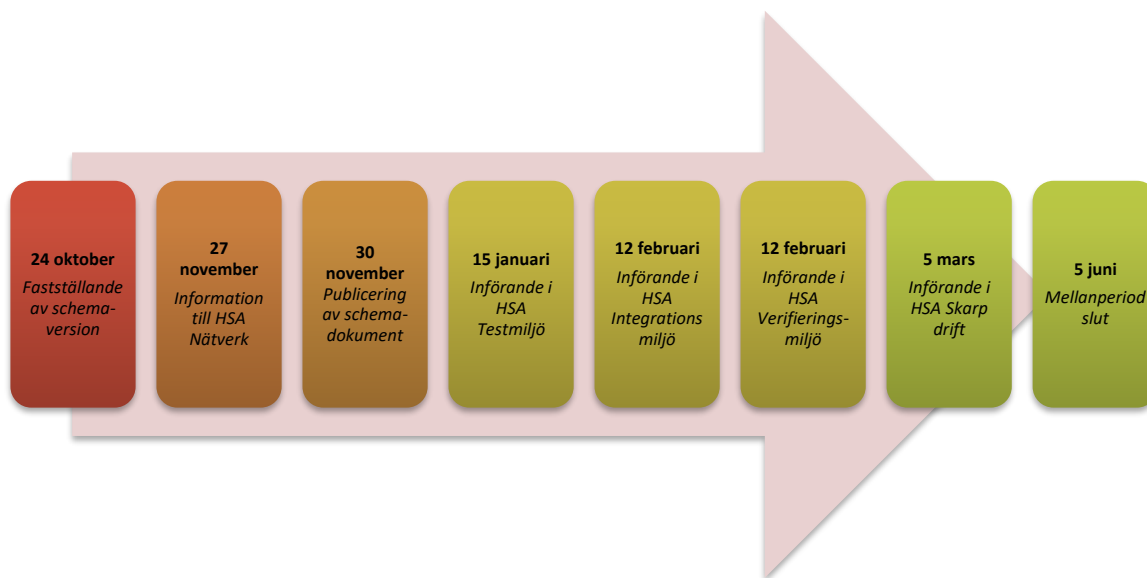 24 oktober
Fastställande
av schema-
version
27
november
Information
till HSA
Nätverk
30
november
Publicering
av schema-
dokument
15 januari
Införande i
HSA
Testmiljö
12 februari
Införande i
HSA
Integrations
miljö
12 februari
Införande i
HSA
Verifierings-
miljö
5 mars
Införande i
HSA Skarp
drift
5 juni
Mellanperiod
slut